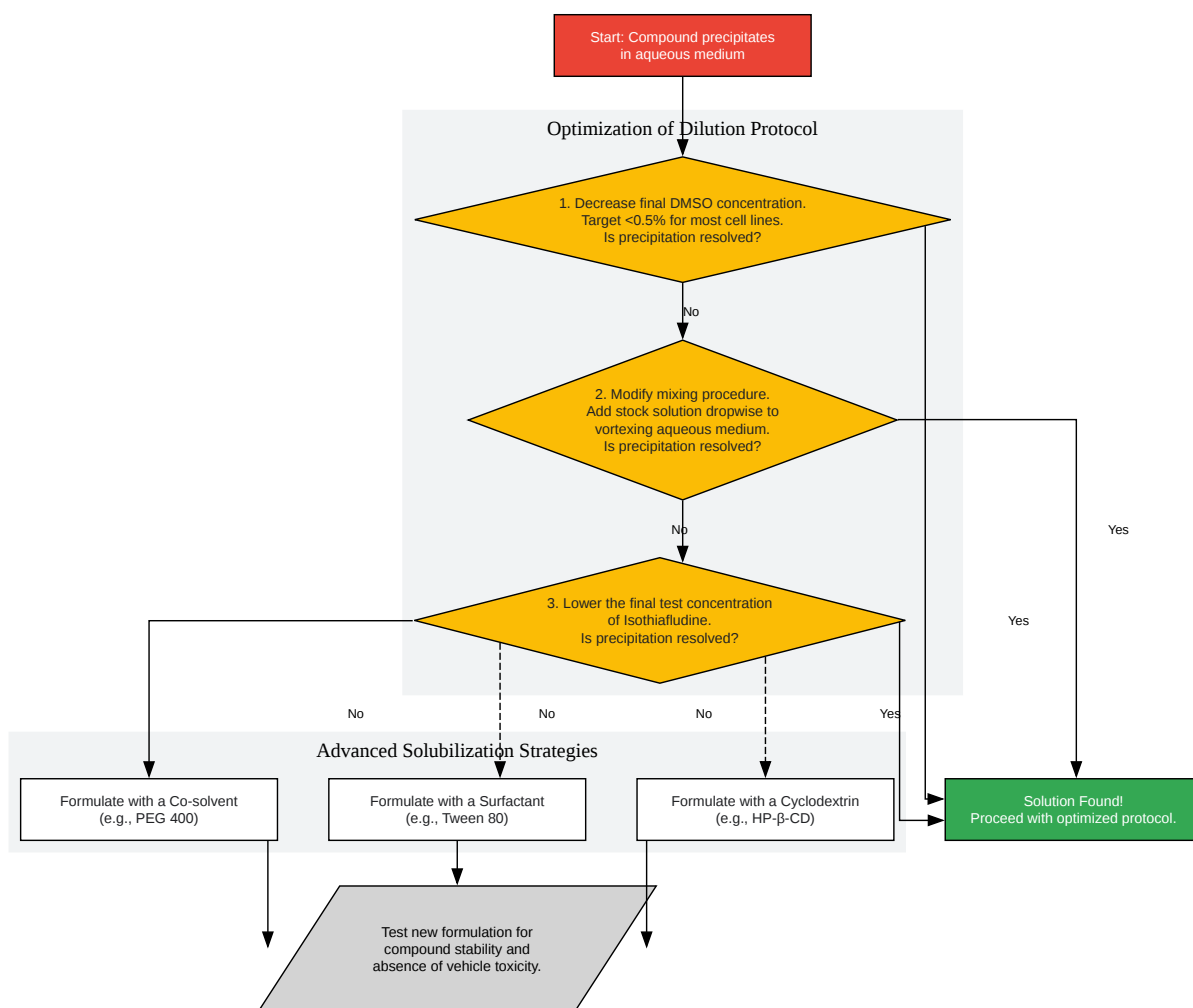 Start: Compound precipitates
in aqueous medium
Optimization of Dilution Protocol
1. Decrease final DMSO concentration.
Target <0.5% for most cell lines.
Is precipitation resolved?
No
2. Modify mixing procedure.
Add stock solution dropwise to
vortexing aqueous medium.
Is precipitation resolved?
No
Yes
3. Lower the final test concentration
of Isothiafludine.
Is precipitation resolved?
Yes
No
No
No
Yes
Advanced Solubilization Strategies
Formulate with a Co-solvent
(e.g., PEG 400)
Formulate with a Surfactant
(e.g., Tween 80)
Formulate with a Cyclodextrin
(e.g., HP-β-CD)
Solution Found!
Proceed with optimized protocol.
Test new formulation for
compound stability and
absence of vehicle toxicity.